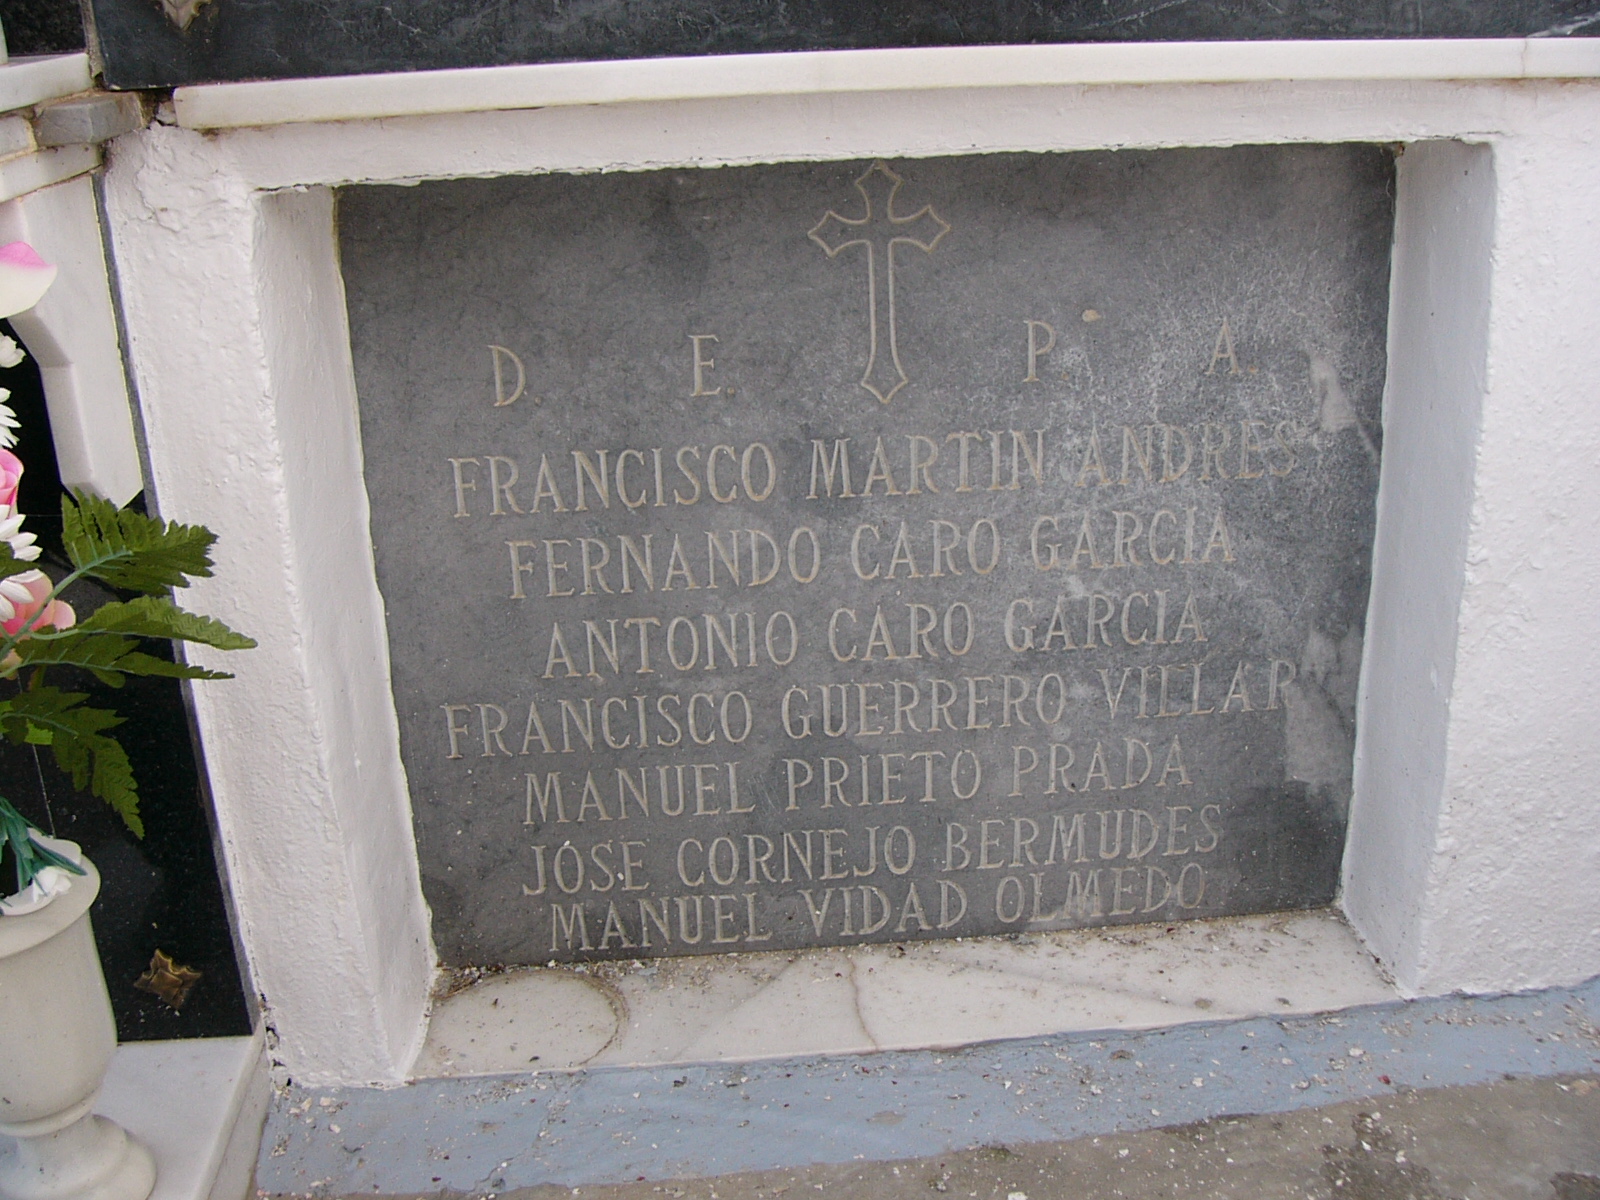 D. E. P. A.
FRANCISCO MARTIN ANDRES
FERNANDO CARO GARCIA
ANTONIO CARO GARCIA
FRANCISCO GUERRERO VILLAR
MANUEL PRIETO PRADA
JOSE CORNEJO BERMUDES
MANUEL VIDAD OLMEDO